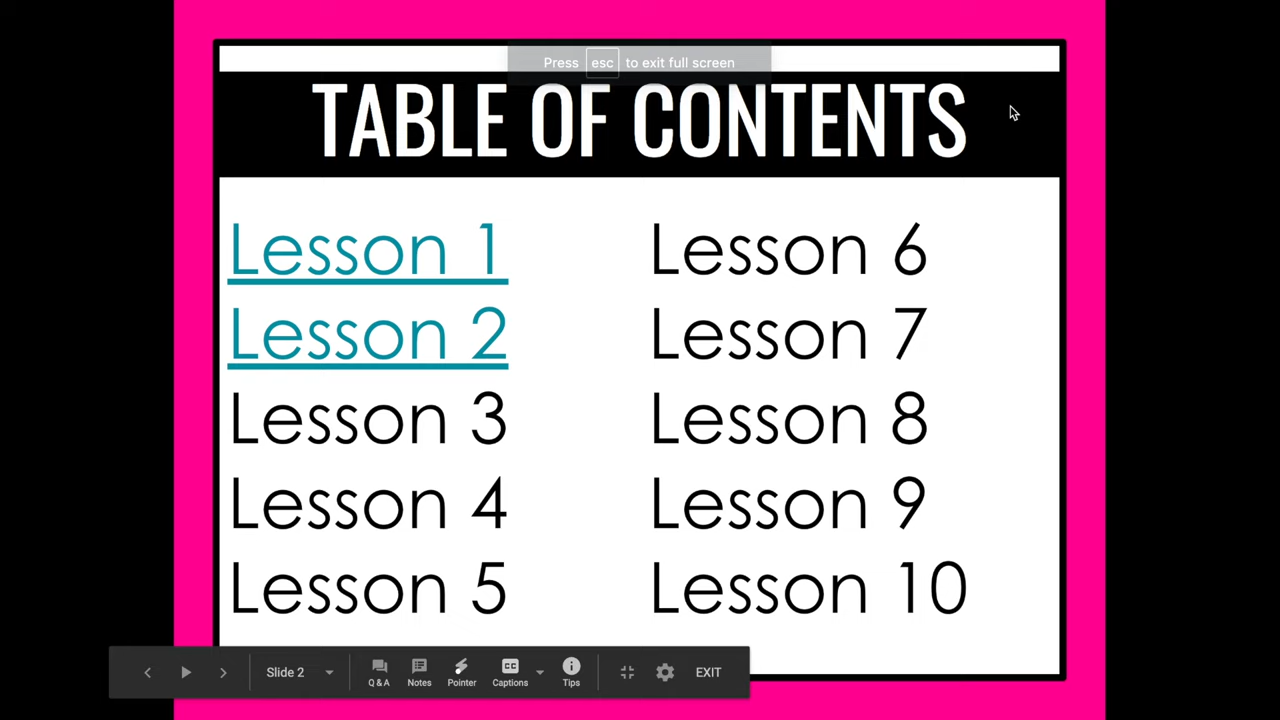 Press esc to exit full screen
TABLE OF CONTENTS
Lesson 1
Lesson 2
Lesson 3
Lesson 4
Lesson 5
Lesson 6
Lesson 7
Lesson 8
Lesson 9
Lesson 10
Slide 2
Q & A
Notes
Pointer
CC
Captions
Tips
EXIT